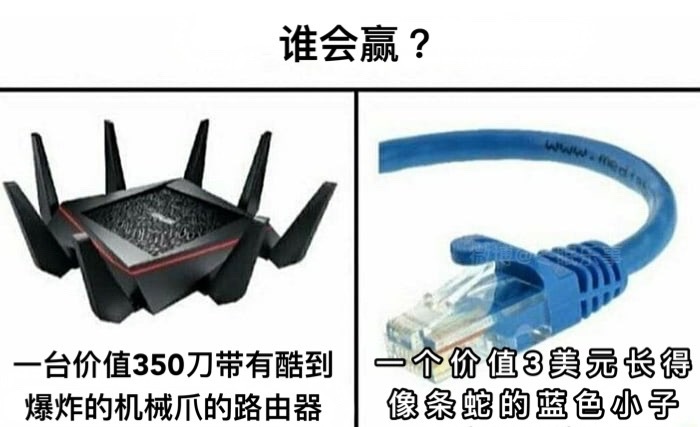 谁会赢？
www.med
一台价值350刀带有酷到
爆炸的机械爪的路由器
一个价值3美元长得
像条蛇的蓝色小子